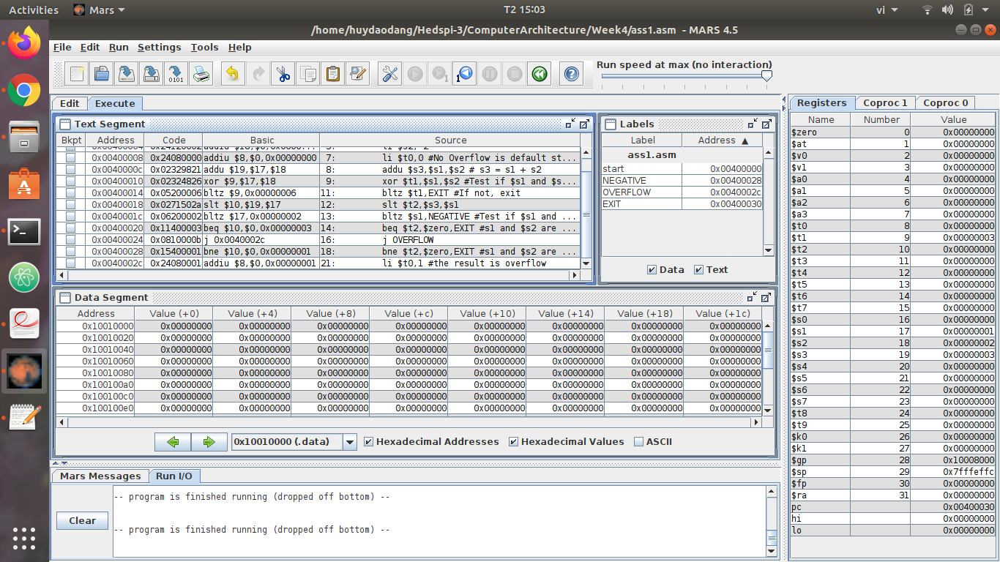 Activities Mars T2 15:03 vi
/home/huydaodang/Hedspi-3/ComputerArchitecture/Week4/ass1.asm - MARS 4.5
File Edit Run Settings Tools Help
Run speed at max (no interaction)
Edit Execute
Text Segment
Bkpt Address Code Basic Source
0x00400008 0x24080000 addiu $8,$0,0x00000000 7: li $t0,0 #No Overflow is default st...
0x0040000c 0x02329821 addu $19,$17,$18 8: addu $s3,$s1,$s2 # s3 = s1 + s2
0x00400010 0x02324826 xor $9,$17,$18 9: xor $t1,$s1,$s2 #Test if $s1 and $s...
0x00400014 0x05200006 bltz $9,0x00000006 11: bltz $t1,EXIT #If not, exit
0x00400018 0x0271502a slt $10,$19,$17 12: slt $t2,$s3,$s1
0x0040001c 0x06200002 bltz $17,0x00000002 13: bltz $s1,NEGATIVE #Test if $s1 and ...
0x00400020 0x11400003 beq $10,$0,0x00000003 14: beq $t2,$zero,EXIT #s1 and $s2 are ...
0x00400024 0x0810000b j 0x0040002c 16: j OVERFLOW
0x00400028 0x15400001 bne $10,$0,0x00000001 18: bne $t2,$zero,EXIT #s1 and $s2 are ...
0x0040002c 0x24080001 addiu $8,$0,0x00000001 21: li $t0,1 #the result is overflow
Labels
Label Address ▲
ass1.asm
start 0x00400000
NEGATIVE 0x00400028
OVERFLOW 0x0040002c
EXIT 0x00400030
Data Text
Data Segment
Address Value (+0) Value (+4) Value (+8) Value (+c) Value (+10) Value (+14) Value (+18) Value (+1c)
0x10010000 0x00000000 0x00000000 0x00000000 0x00000000 0x00000000 0x00000000 0x00000000 0x00000000
0x10010020 0x00000000 0x00000000 0x00000000 0x00000000 0x00000000 0x00000000 0x00000000 0x00000000
0x10010040 0x00000000 0x00000000 0x00000000 0x00000000 0x00000000 0x00000000 0x00000000 0x00000000
0x10010060 0x00000000 0x00000000 0x00000000 0x00000000 0x00000000 0x00000000 0x00000000 0x00000000
0x10010080 0x00000000 0x00000000 0x00000000 0x00000000 0x00000000 0x00000000 0x00000000 0x00000000
0x100100a0 0x00000000 0x00000000 0x00000000 0x00000000 0x00000000 0x00000000 0x00000000 0x00000000
0x100100c0 0x00000000 0x00000000 0x00000000 0x00000000 0x00000000 0x00000000 0x00000000 0x00000000
0x100100e0 0x00000000 0x00000000 0x00000000 0x00000000 0x00000000 0x00000000 0x00000000 0x00000000
0x10010000 (.data) Hexadecimal Addresses Hexadecimal Values ASCII
Mars Messages Run I/O
-- program is finished running (dropped off bottom) --
Clear
-- program is finished running (dropped off bottom) --
Registers Coproc 1 Coproc 0
Name Number Value
$zero 0 0x00000000
$at 1 0x00000000
$v0 2 0x00000000
$v1 3 0x00000000
$a0 4 0x00000000
$a1 5 0x00000000
$a2 6 0x00000000
$a3 7 0x00000000
$t0 8 0x00000000
$t1 9 0x00000003
$t2 10 0x00000000
$t3 11 0x00000000
$t4 12 0x00000000
$t5 13 0x00000000
$t6 14 0x00000000
$t7 15 0x00000000
$s0 16 0x00000000
$s1 17 0x00000001
$s2 18 0x00000002
$s3 19 0x00000003
$s4 20 0x00000000
$s5 21 0x00000000
$s6 22 0x00000000
$s7 23 0x00000000
$t8 24 0x00000000
$t9 25 0x00000000
$k0 26 0x00000000
$k1 27 0x00000000
$gp 28 0x10008000
$sp 29 0x7fffeffc
$fp 30 0x00000000
$ra 31 0x00000000
pc 0x00400030
hi 0x00000000
lo 0x00000000